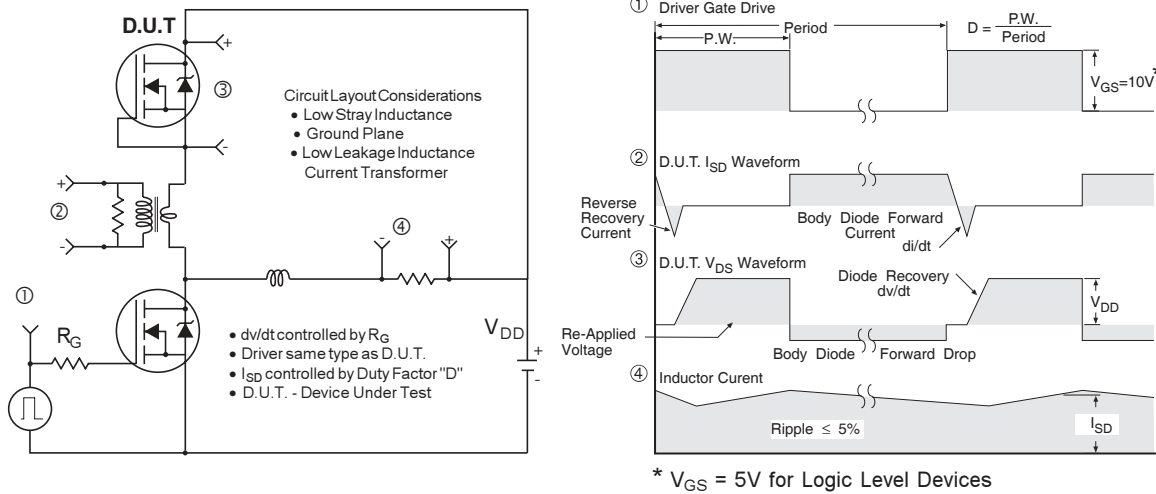 D.U.T
+
③
-
Circuit Layout Considerations
• Low Stray Inductance
• Ground Plane
• Low Leakage Inductance
Current Transformer
+
②
-
④
-
+
①
R_G
• dv/dt controlled by R_G
• Driver same type as D.U.T.
• I_SD controlled by Duty Factor "D"
• D.U.T. - Device Under Test
V_DD
+
-
① Driver Gate Drive
Period
P.W.
D = P.W. / Period
V_GS=10V*
② D.U.T. I_SD Waveform
Reverse
Recovery
Current
Body Diode Forward
Current
di/dt
③ D.U.T. V_DS Waveform
Diode Recovery
dv/dt
V_DD
Re-Applied
Voltage
Body Diode Forward Drop
④ Inductor Curent
Ripple ≤ 5%
I_SD
* V_GS = 5V for Logic Level Devices